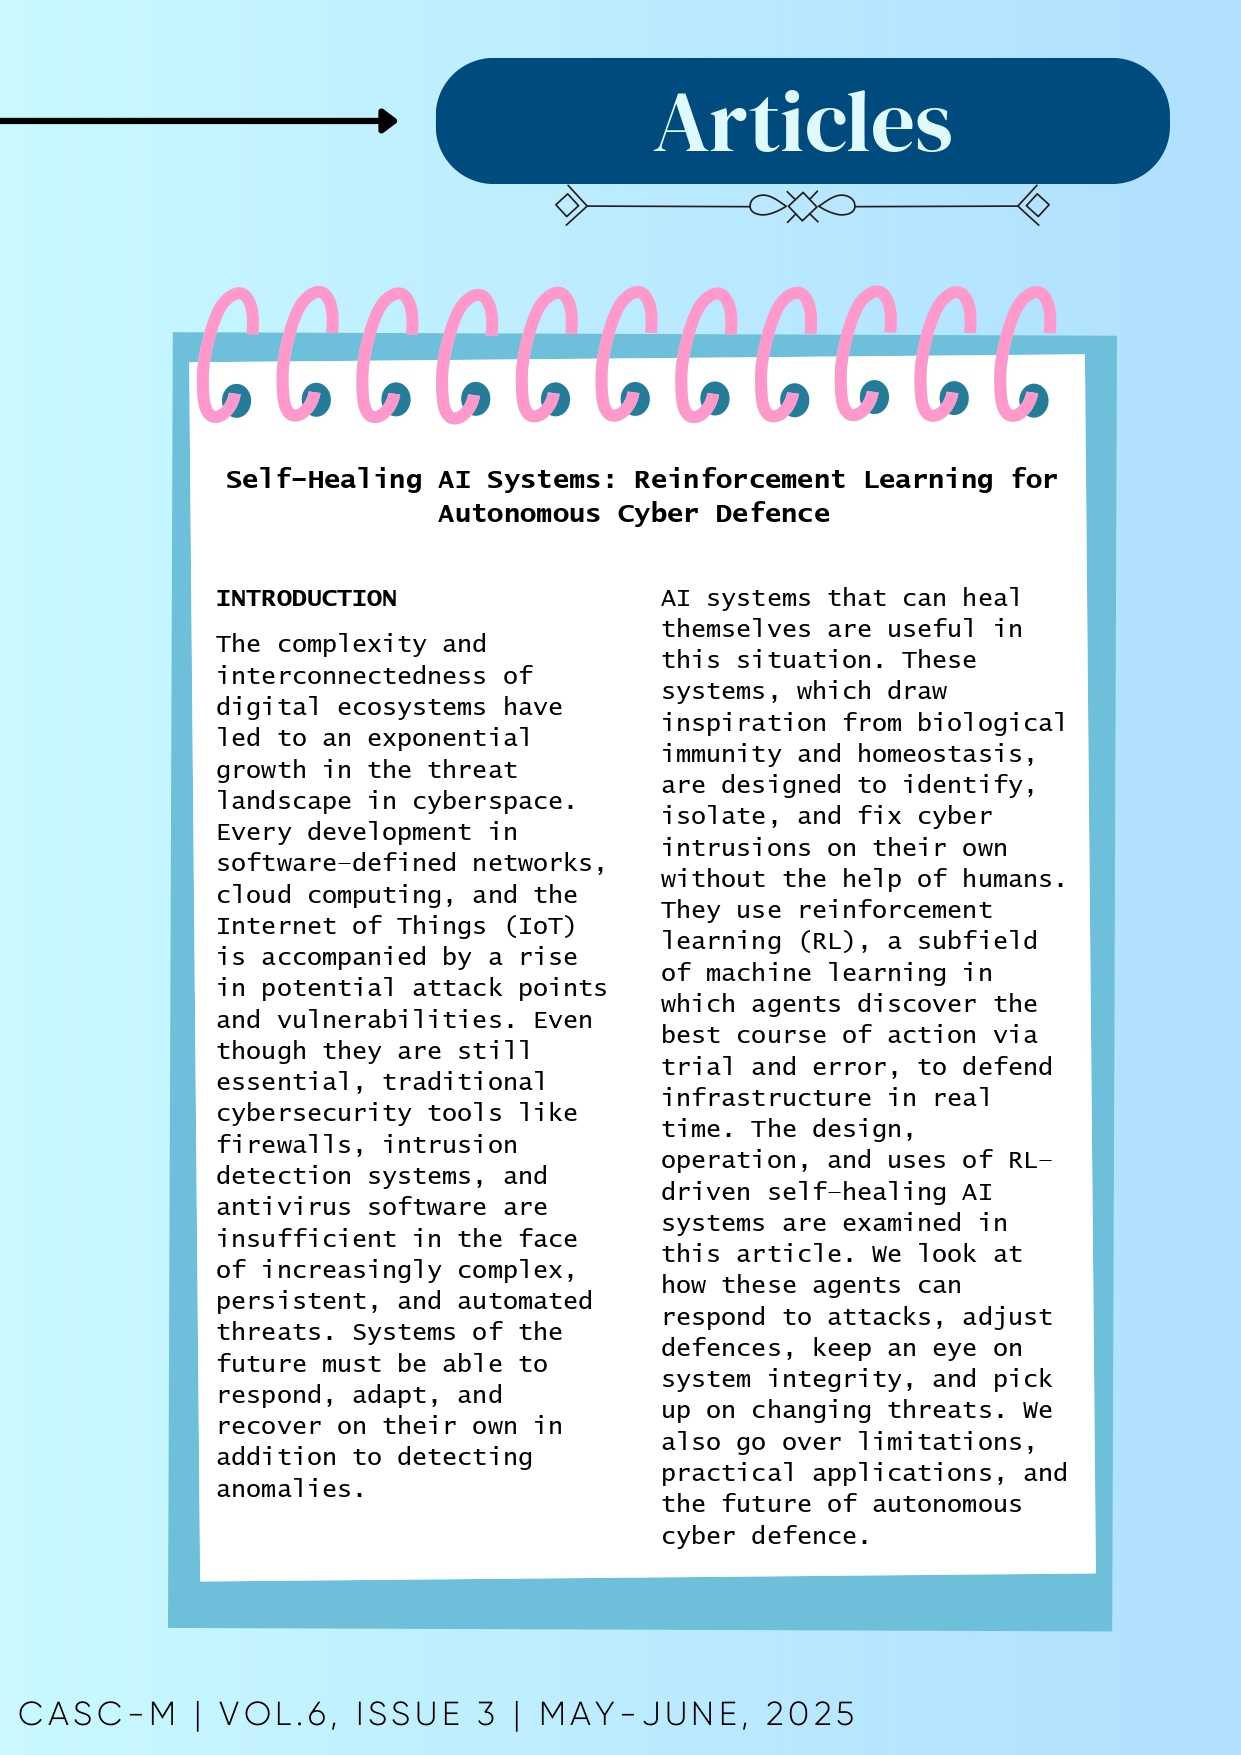 Articles
Self-Healing AI Systems: Reinforcement Learning for
Autonomous Cyber Defence
INTRODUCTION
The complexity and
interconnectedness of
digital ecosystems have
led to an exponential
growth in the threat
landscape in cyberspace.
Every development in
software-defined networks,
cloud computing, and the
Internet of Things (IoT)
is accompanied by a rise
in potential attack points
and vulnerabilities. Even
though they are still
essential, traditional
cybersecurity tools like
firewalls, intrusion
detection systems, and
antivirus software are
insufficient in the face
of increasingly complex,
persistent, and automated
threats. Systems of the
future must be able to
respond, adapt, and
recover on their own in
addition to detecting
anomalies.
AI systems that can heal
themselves are useful in
this situation. These
systems, which draw
inspiration from biological
immunity and homeostasis,
are designed to identify,
isolate, and fix cyber
intrusions on their own
without the help of humans.
They use reinforcement
learning (RL), a subfield
of machine learning in
which agents discover the
best course of action via
trial and error, to defend
infrastructure in real
time. The design,
operation, and uses of RL-
driven self-healing AI
systems are examined in
this article. We look at
how these agents can
respond to attacks, adjust
defences, keep an eye on
system integrity, and pick
up on changing threats. We
also go over limitations,
practical applications, and
the future of autonomous
cyber defence.
CASC-M | VOL.6, ISSUE 3 | MAY-JUNE, 2025